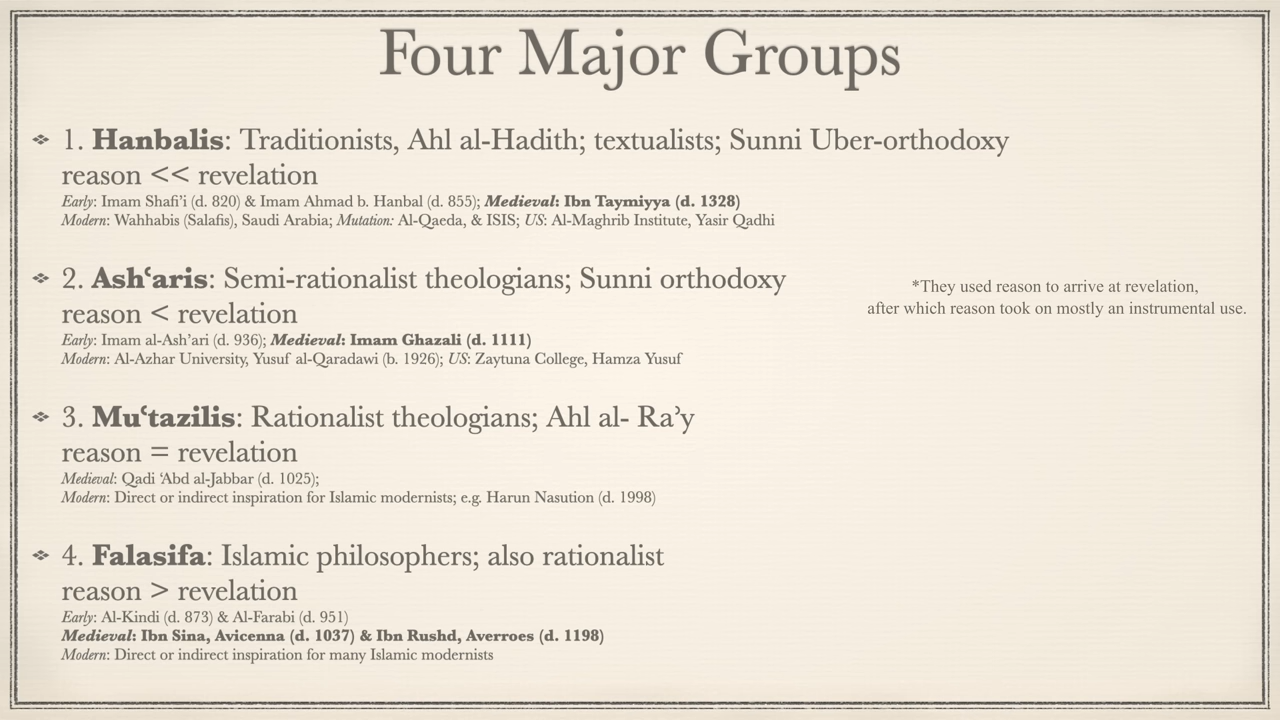 Four Major Groups
1. Hanbalis: Traditionists, Ahl al-Hadith; textualists; Sunni Uber-orthodoxy
reason << revelation
Early: Imam Shafi'i (d. 820) & Imam Ahmad b. Hanbal (d. 855); Medieval: Ibn Taymiyya (d. 1328)
Modern: Wahhabis (Salafis), Saudi Arabia; Mutation: Al-Qaeda, & ISIS; US: Al-Maghrib Institute, Yasir Qadhi
2. Ashʿaris: Semi-rationalist theologians; Sunni orthodoxy
reason < revelation
Early: Imam al-Ash'ari (d. 936); Medieval: Imam Ghazali (d. 1111)
Modern: Al-Azhar University, Yusuf al-Qaradawi (b. 1926); US: Zaytuna College, Hamza Yusuf
*They used reason to arrive at revelation,
after which reason took on mostly an instrumental use.
3. Muʿtazilis: Rationalist theologians; Ahl al- Ra’y
reason = revelation
Medieval: Qadi ‘Abd al-Jabbar (d. 1025);
Modern: Direct or indirect inspiration for Islamic modernists; e.g. Harun Nasution (d. 1998)
4. Falasifa: Islamic philosophers; also rationalist
reason > revelation
Early: Al-Kindi (d. 873) & Al-Farabi (d. 951)
Medieval: Ibn Sina, Avicenna (d. 1037) & Ibn Rushd, Averroes (d. 1198)
Modern: Direct or indirect inspiration for many Islamic modernists